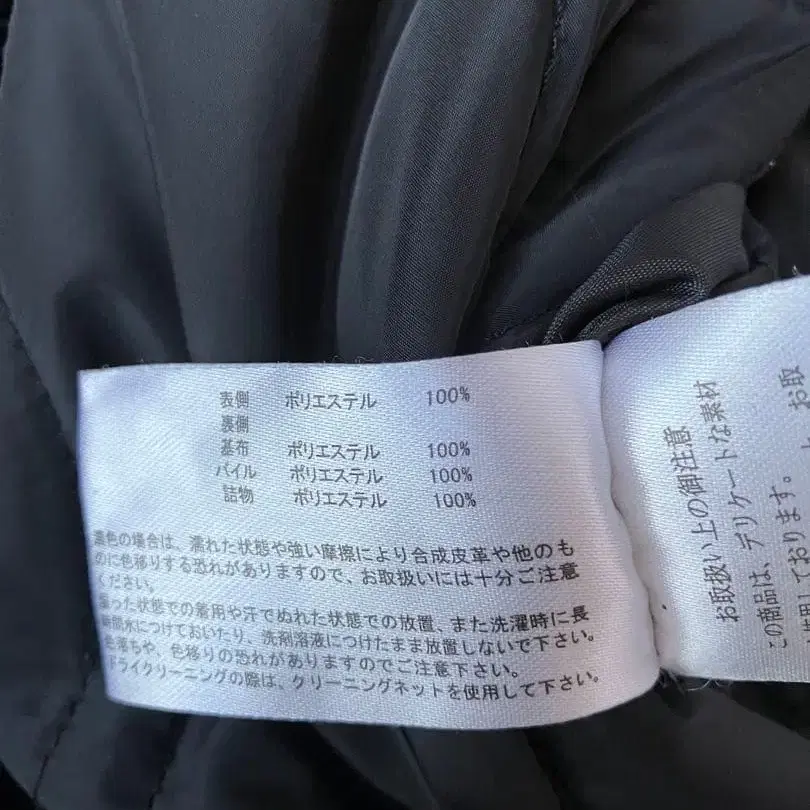 表側 ポリエステル 100%
裏側
基布 ポリエステル 100%
パイル ポリエステル 100%
詰物 ポリエステル 100%
濃色の場合は、濡れた状態や強い摩擦により合成皮革や他のも
のに色移りする恐れがありますので、お取扱いには十分ご注意
ください。
湿った状態での着用や汗でぬれた状態での放置、また洗濯時に長
時間水につけておいたり、洗剤溶液につけたまま放置しないで下さい。
色落ちや、色移りの恐れがありますのでご注意下さい。
ドライクリーニングの際は、クリーニングネットを使用して下さい。
お取扱い上の御注意
この商品は、デリケートな素材
お取